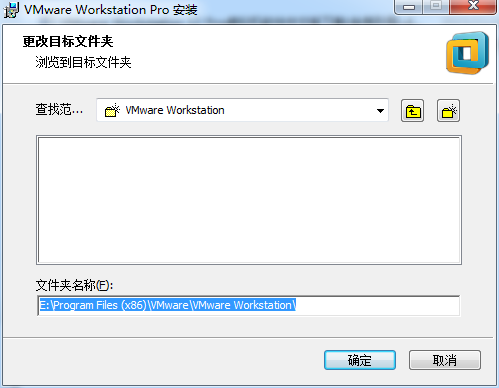 VMware Workstation Pro 安装
更改目标文件夹
浏览到目标文件夹
查找范... VMware Workstation
文件夹名称(F):
E:\Program Files (x86)\VMware\VMware Workstation\
确定 取消